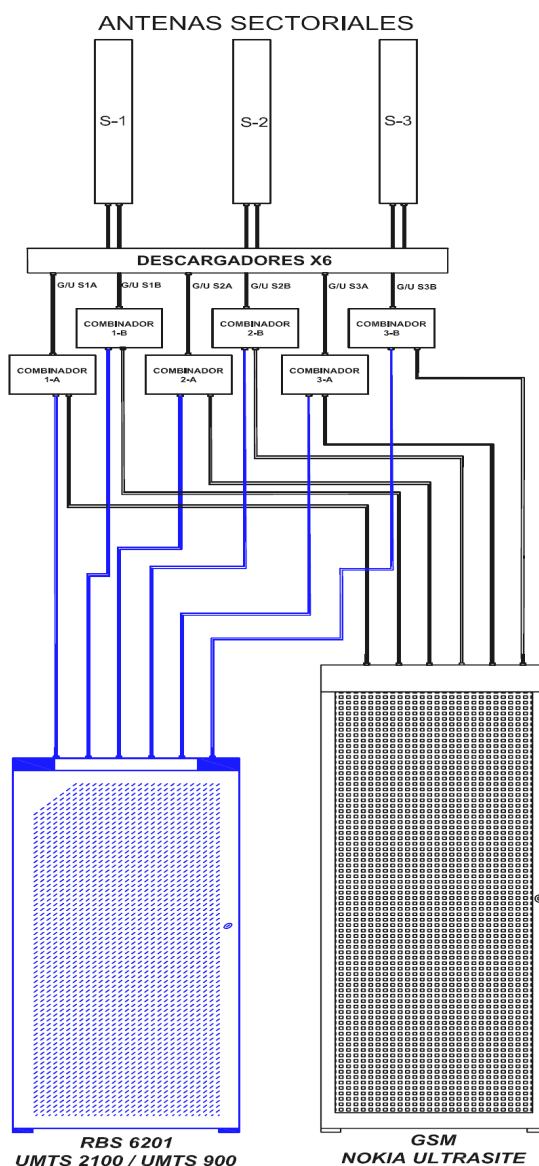 ANTENAS SECTORIALES
S-1
S-2
S-3
DESCARGADORES X6
G/U S1A
G/U S1B
G/U S2A
G/U S2B
G/U S3A
G/U S3B
COMBINADOR
1-B
COMBINADOR
2-B
COMBINADOR
3-B
COMBINADOR
1-A
COMBINADOR
2-A
COMBINADOR
3-A
RBS 6201
UMTS 2100 / UMTS 900
GSM
NOKIA ULTRASITE